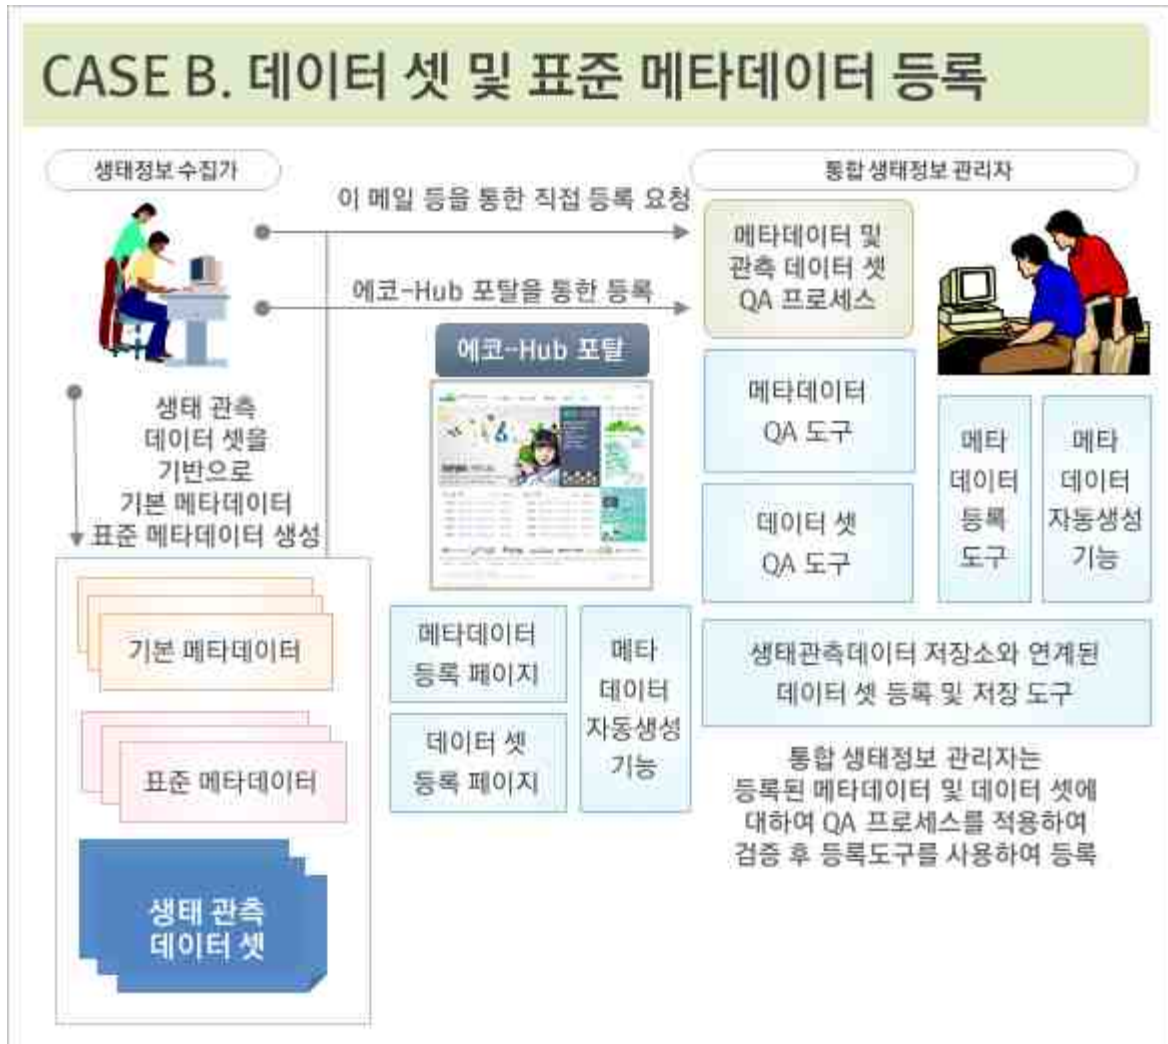 CASE B. 데이터 셋 및 표준 메타데이터 등록
생태정보 수집가
통합 생태정보 관리자
이 메일 등을 통한 직접 등록 요청
에코-Hub 포탈을 통한 등록
메타데이터 및
관측 데이터 셋
QA 프로세스
에코-Hub 포탈
생태 관측
데이터 셋을
기반으로
기본 메타데이터
표준 메타데이터 생성
메타데이터
QA 도구
데이터 셋
QA 도구
메타
데이터
등록
도구
메타
데이터
자동생성
기능
기본 메타데이터
표준 메타데이터
생태 관측
데이터 셋
메타데이터
등록 페이지
데이터 셋
등록 페이지
메타
데이터
자동생성
기능
생태관측데이터 저장소와 연계된
데이터 셋 등록 및 저장 도구
통합 생태정보 관리자는
등록된 메타데이터 및 데이터 셋에
대하여 QA 프로세스를 적용하여
검증 후 등록도구를 사용하여 등록